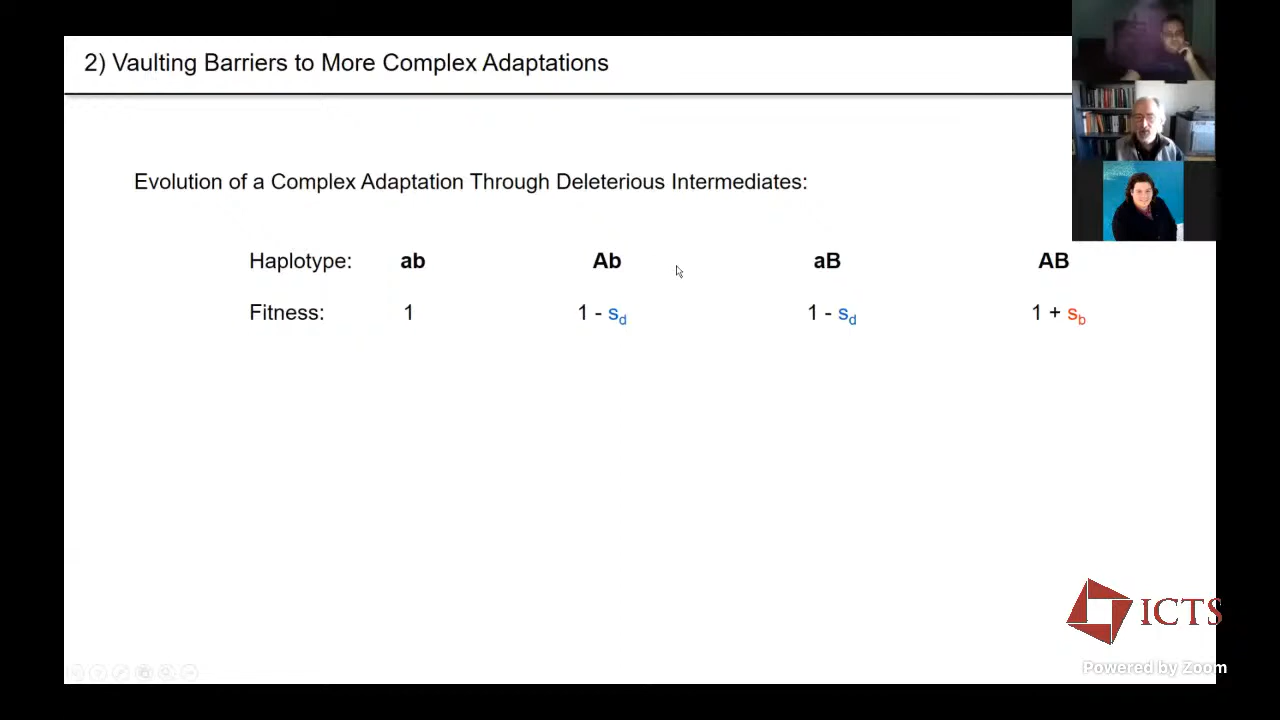 2) Vaulting Barriers to More Complex Adaptations
Evolution of a Complex Adaptation Through Deleterious Intermediates:
Haplotype: ab Ab aB AB
Fitness: 1 1 - sd 1 - sd 1 + sb
ICTS
Powered by Zoom